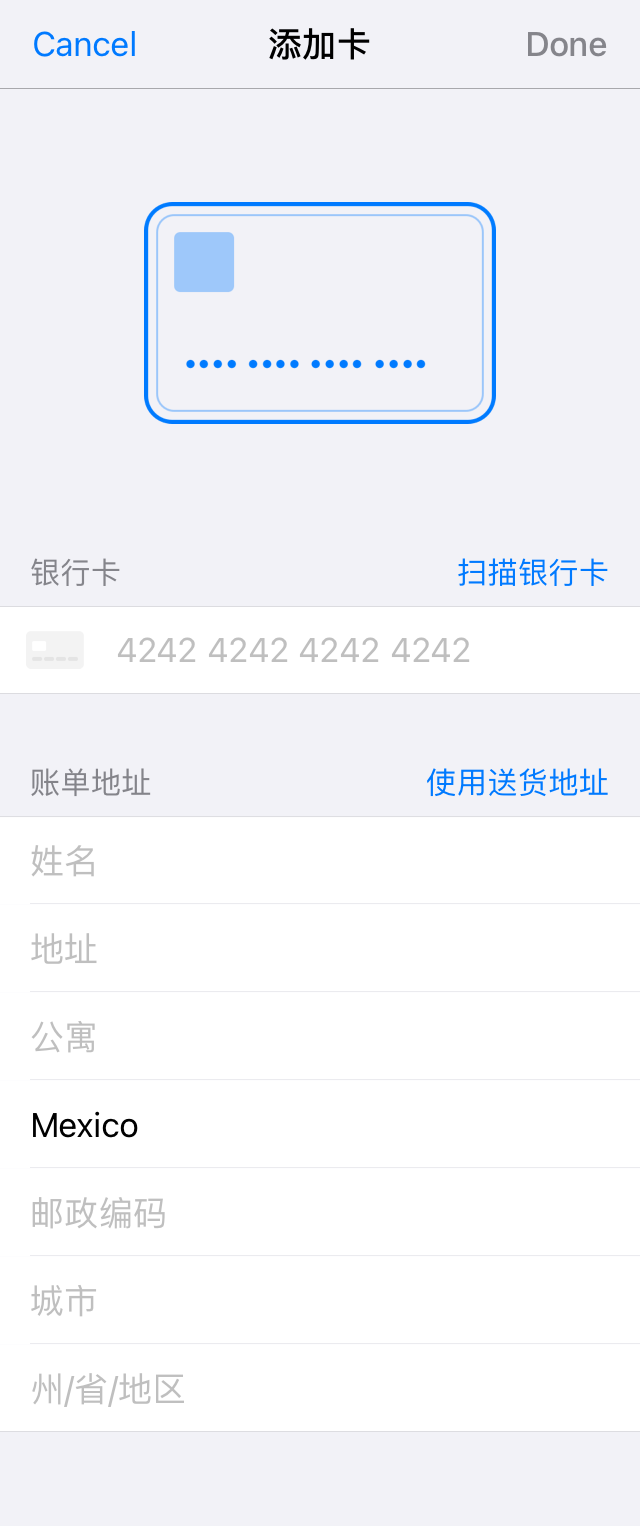 Cancel 添加卡 Done
银行卡 扫描银行卡
4242 4242 4242 4242
账单地址 使用送货地址
姓名
地址
公寓
Mexico
邮政编码
城市
州/省/地区